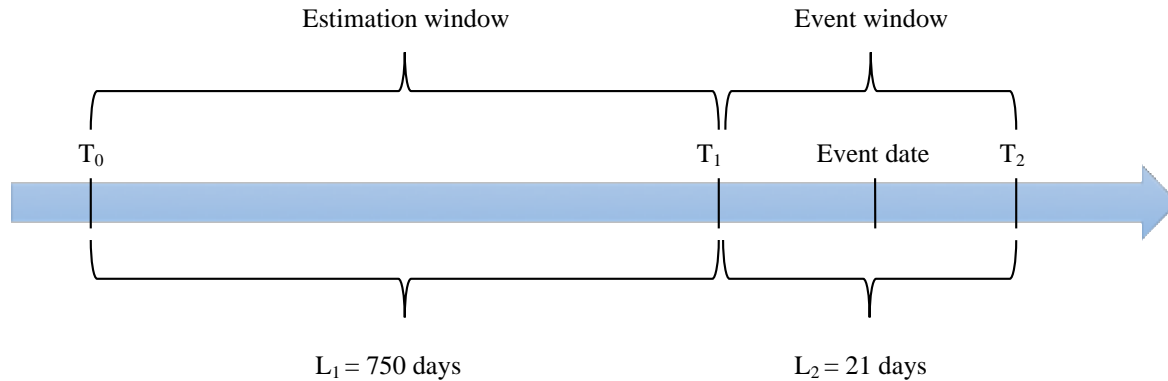 Estimation window
Event window
T₀
T₁
Event date
T₂
L₁ = 750 days
L₂ = 21 days